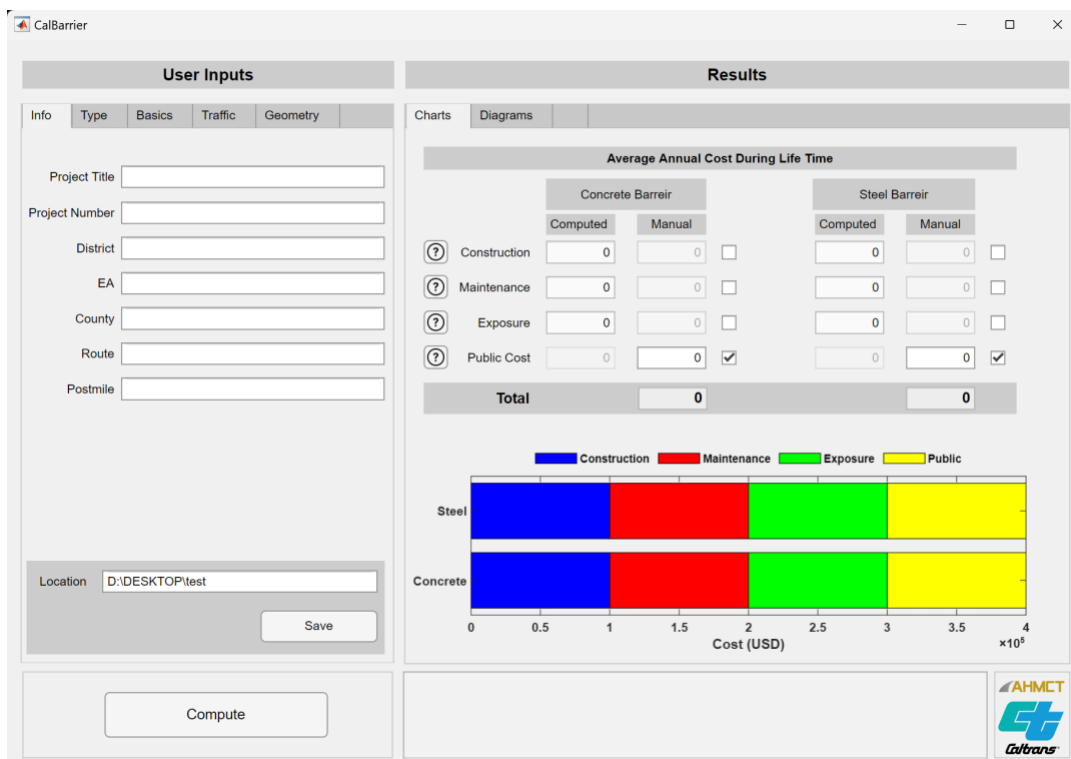 CalBarrier
User Inputs
Results
Info Type Basics Traffic Geometry
Charts Diagrams
Average Annual Cost During Life Time
Concrete Barreir Steel Barreir
Computed Manual Computed Manual
Project Title
Project Number
District
EA
County
Route
Postmile
? Construction 0 0 0 0
? Maintenance 0 0 0 0
? Exposure 0 0 0 0
? Public Cost 0 0 0 0
Total 0 0
Construction Maintenance Exposure Public
Steel
Concrete
0 0.5 1 1.5 2 2.5 3 3.5 4
Cost (USD) ×10⁵
Location D:\DESKTOP\test
Save
Compute
AHMCT
Ct
Caltrans